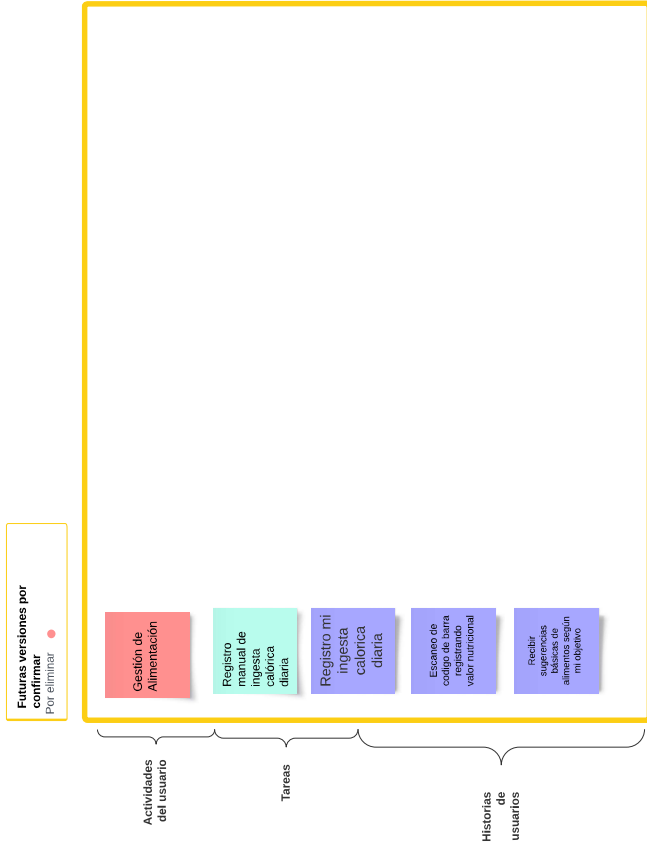 Futuras versiones por
confirmar
Por eliminar
Gestión de
Alimentación
Registro
manual de
ingesta
calórica
diaria
Registro mi
ingesta
calorica
diaria
Escaneo de
codigo de barra
registrando
valor nutricional
Recibir
sugerencias
básicas de
alimentos según
mi objetivo
Actividades
del usuario
Tareas
Historias
de
usuarios